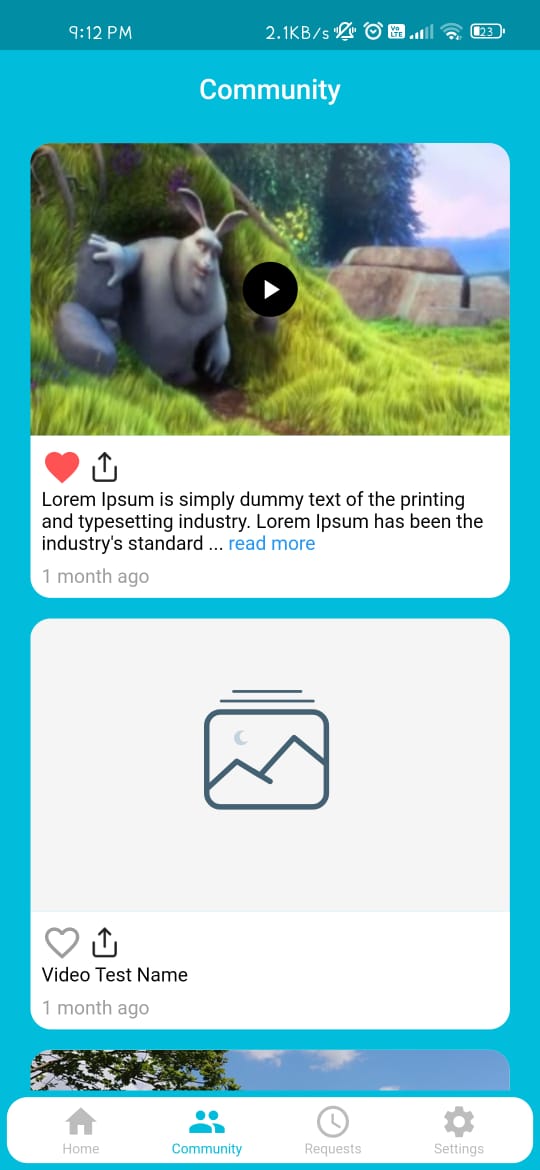 9:12 PM 2.1KB/s Vo LTE 23
Community
Lorem Ipsum is simply dummy text of the printing
and typesetting industry. Lorem Ipsum has been the
industry's standard ... read more
1 month ago
Video Test Name
1 month ago
Home Community Requests Settings